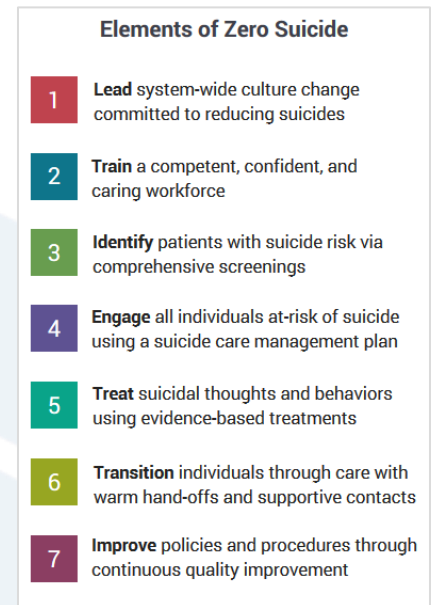 Elements of Zero Suicide
1 Lead system-wide culture change
committed to reducing suicides
2 Train a competent, confident, and
caring workforce
3 Identify patients with suicide risk via
comprehensive screenings
4 Engage all individuals at-risk of suicide
using a suicide care management plan
5 Treat suicidal thoughts and behaviors
using evidence-based treatments
6 Transition individuals through care with
warm hand-offs and supportive contacts
7 Improve policies and procedures through
continuous quality improvement